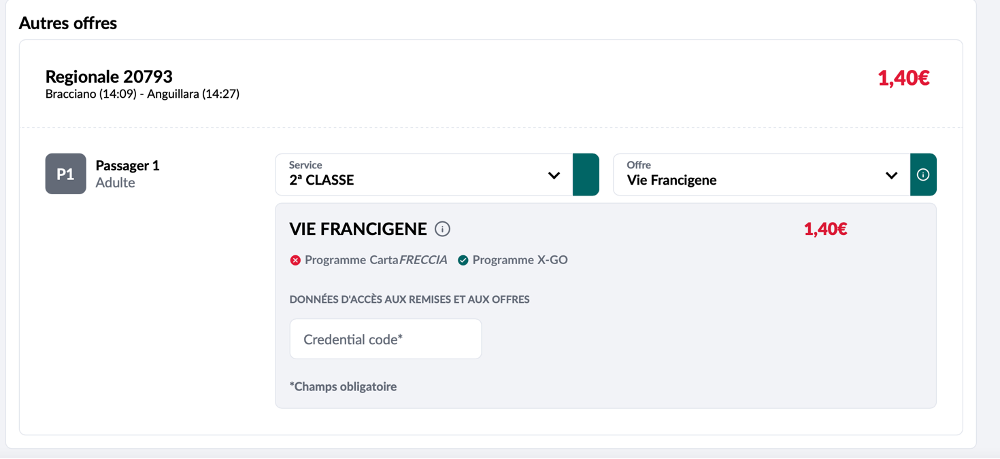 Autres offres
Regionale 20793
1,40€
Bracciano (14:09) - Anguillara (14:27)
P1
Passager 1
Adulte
Service
2ª CLASSE
Offre
Vie Francigene
VIE FRANCIGENE
1,40€
Programme CartaFRECCIA Programme X-GO
DONNÉES D'ACCÈS AUX REMISES ET AUX OFFRES
Credential code*
*Champs obligatoire